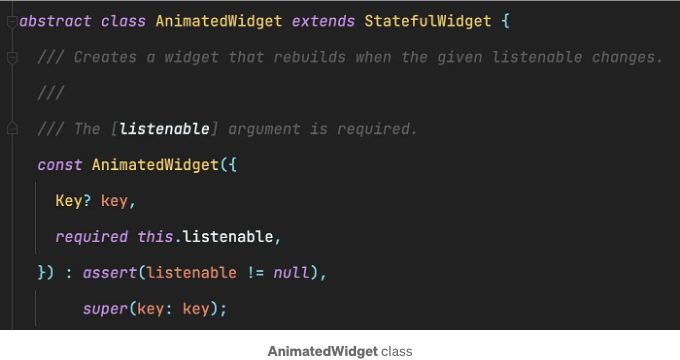 abstract class AnimatedWidget extends StatefulWidget {
/// Creates a widget that rebuilds when the given listenable changes.
///
/// The [listenable] argument is required.
const AnimatedWidget({
Key? key,
required this.listenable,
}) : assert(listenable != null),
super(key: key);
AnimatedWidget class